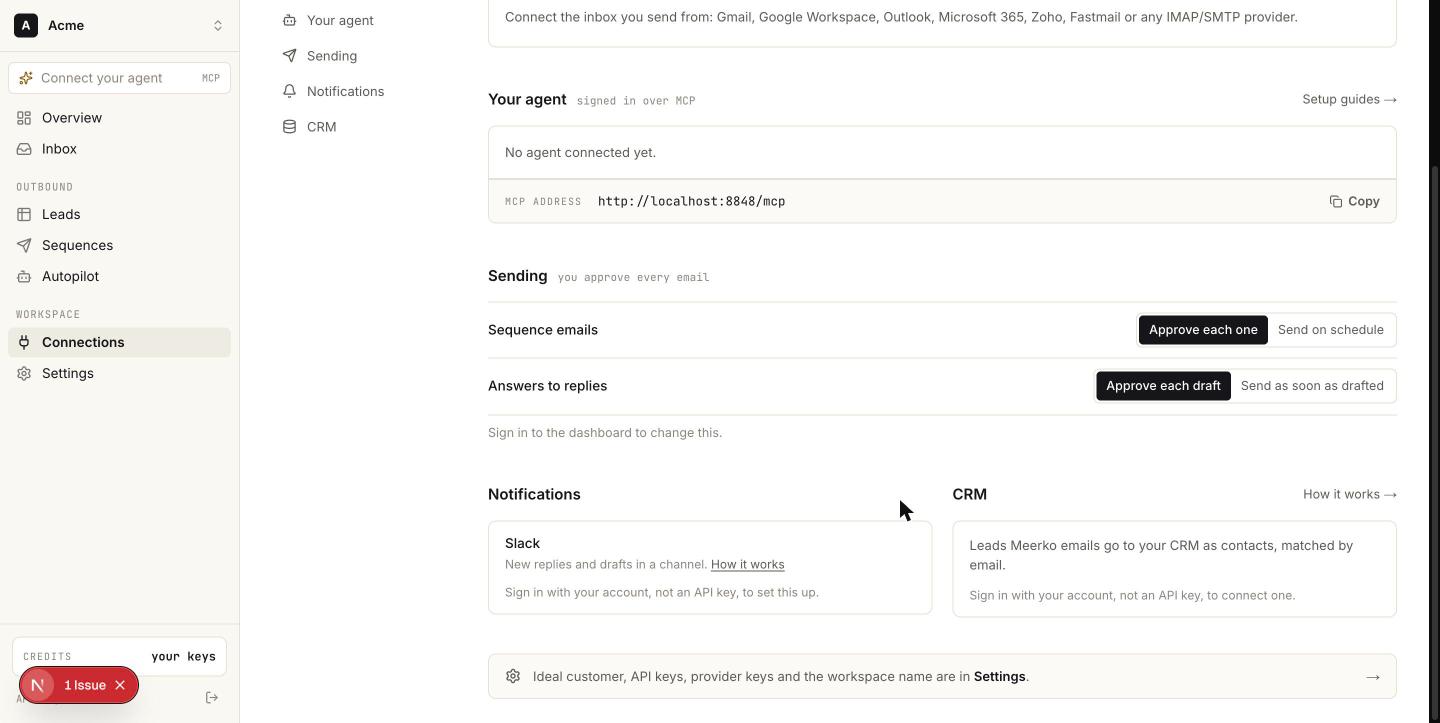 A
Acme
Connect your agent
MCP
Overview
Inbox
OUTBOUND
Leads
Sequences
Autopilot
WORKSPACE
Connections
Settings
CREDITS
your keys
N
1 Issue
Your agent
Sending
Notifications
CRM
Connect the inbox you send from: Gmail, Google Workspace, Outlook, Microsoft 365, Zoho, Fastmail or any IMAP/SMTP provider.
Your agent signed in over MCP
Setup guides →
No agent connected yet.
MCP ADDRESS http://localhost:8848/mcp
Copy
Sending you approve every email
Sequence emails
Approve each one Send on schedule
Answers to replies
Approve each draft Send as soon as drafted
Sign in to the dashboard to change this.
Notifications
Slack
New replies and drafts in a channel. How it works
Sign in with your account, not an API key, to set this up.
CRM
How it works →
Leads Meerko emails go to your CRM as contacts, matched by
email.
Sign in with your account, not an API key, to connect one.
Ideal customer, API keys, provider keys and the workspace name are in Settings.
→